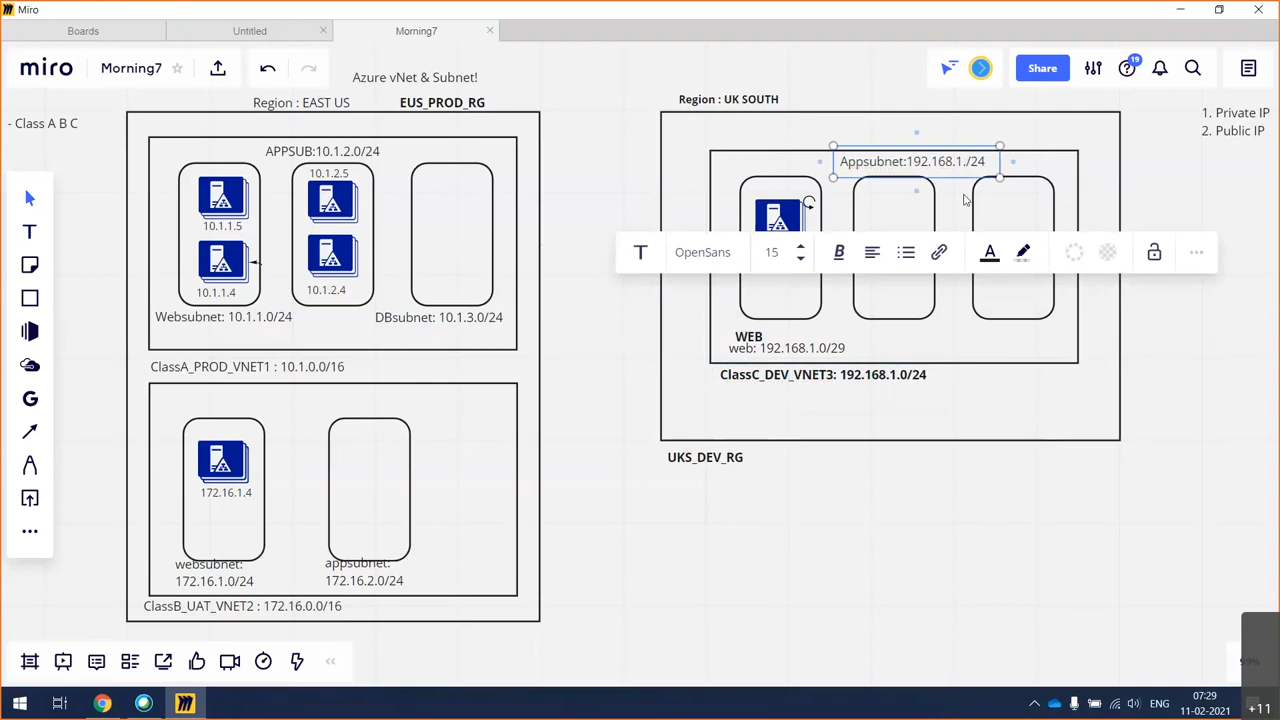 Miro
Boards
Untitled
Morning7
miro
Morning7
Azure vNet & Subnet!
Share
19
Region : EAST US
EUS_PROD_RG
- Class A B C
APPSUB:10.1.2.0/24
10.1.2.5
10.1.1.5
10.1.1.4
10.1.2.4
Websubnet: 10.1.1.0/24
DBsubnet: 10.1.3.0/24
ClassA_PROD_VNET1 : 10.1.0.0/16
172.16.1.4
websubnet:
172.16.1.0/24
appsubnet:
172.16.2.0/24
ClassB_UAT_VNET2 : 172.16.0.0/16
Region : UK SOUTH
1. Private IP
2. Public IP
Appsubnet:192.168.1./24
T
OpenSans
15
B
A
WEB
web: 192.168.1.0/29
ClassC_DEV_VNET3: 192.168.1.0/24
UKS_DEV_RG
99%
ENG
07:29
11-02-2021
+11